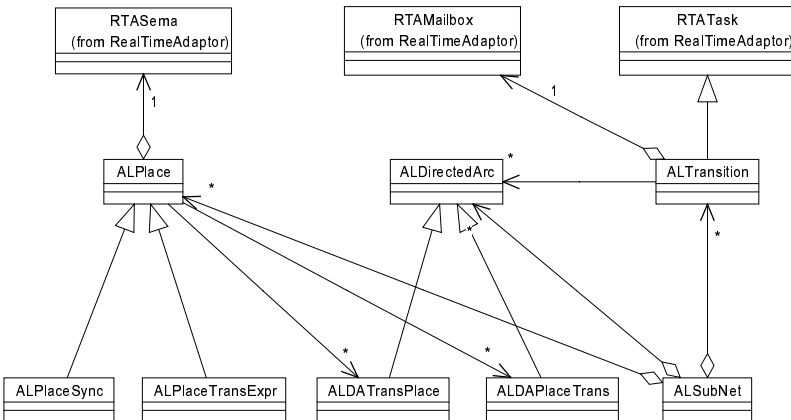 RTASema
(from RealTimeAdaptor)
RTAMailbox
(from RealTimeAdaptor)
RTATask
(from RealTimeAdaptor)
1
1
ALPlace
*
ALDirectedArc
*
ALTransition
*
*
*
*
ALPlaceSync
ALPlaceTransExpr
ALDATransPlace
ALDAPlaceTrans
ALSubNet